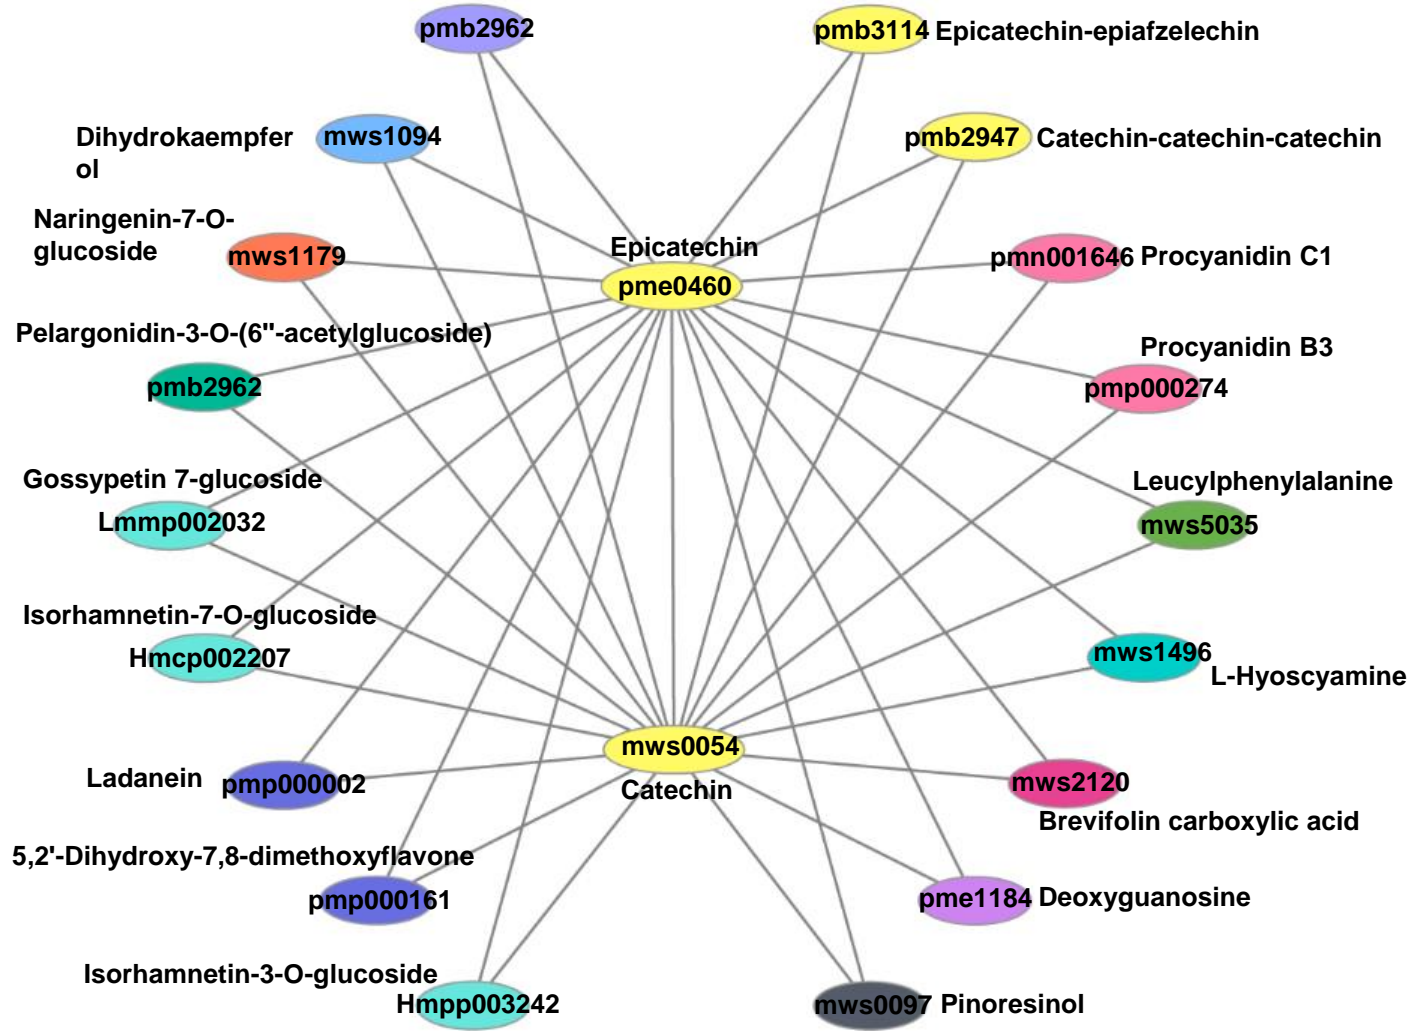 pmb2962
pmb3114 Epicatechin-epiafzelechin
Dihydrokaempfer
ol
mws1094
pmb2947 Catechin-catechin-catechin
Naringenin-7-O-
glucoside
mws1179
Epicatechin
pme0460
pmn001646 Procyanidin C1
Pelargonidin-3-O-(6''-acetylglucoside)
pmb2962
Procyanidin B3
pmp000274
Gossypetin 7-glucoside
Lmmp002032
Leucylphenylalanine
mws5035
Isorhamnetin-7-O-glucoside
Hmcp002207
mws1496
L-Hyoscyamine
mws0054
Catechin
Ladanein
pmp000002
mws2120
Brevifolin carboxylic acid
5,2'-Dihydroxy-7,8-dimethoxyflavone
pmp000161
pme1184 Deoxyguanosine
Isorhamnetin-3-O-glucoside
Hmpp003242
mws0097 Pinoresinol